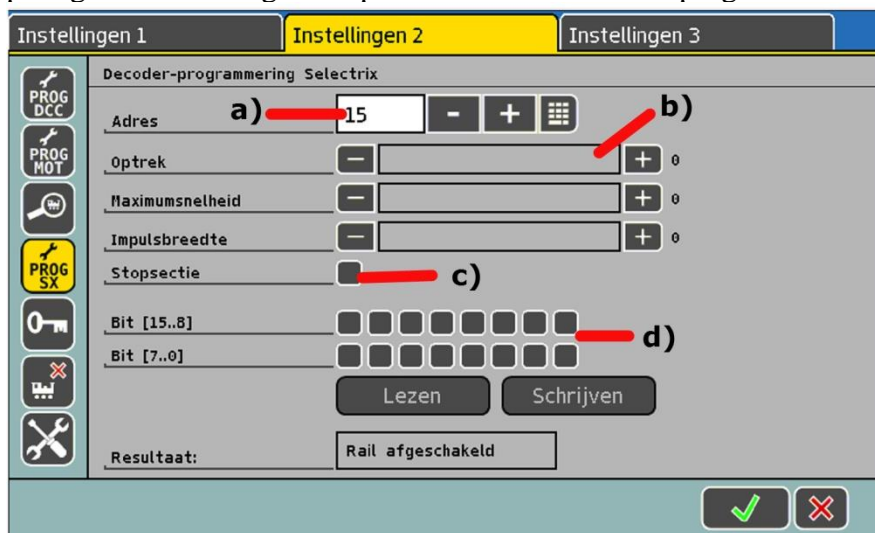 Instellingen 1 Instellingen 2 Instellingen 3
Decoder-programmering Selectrix
PROG DCC
Adres a) 15 - + b)
PROG MOT
Optrek - + 0
Maximumsnelheid - + 0
Impulsbreedte - + 0
PROG SX
Stopsectie c)
Bit [15..8] d)
Bit [7..0]
Lezen Schrijven
Resultaat: Rail afgeschakeld